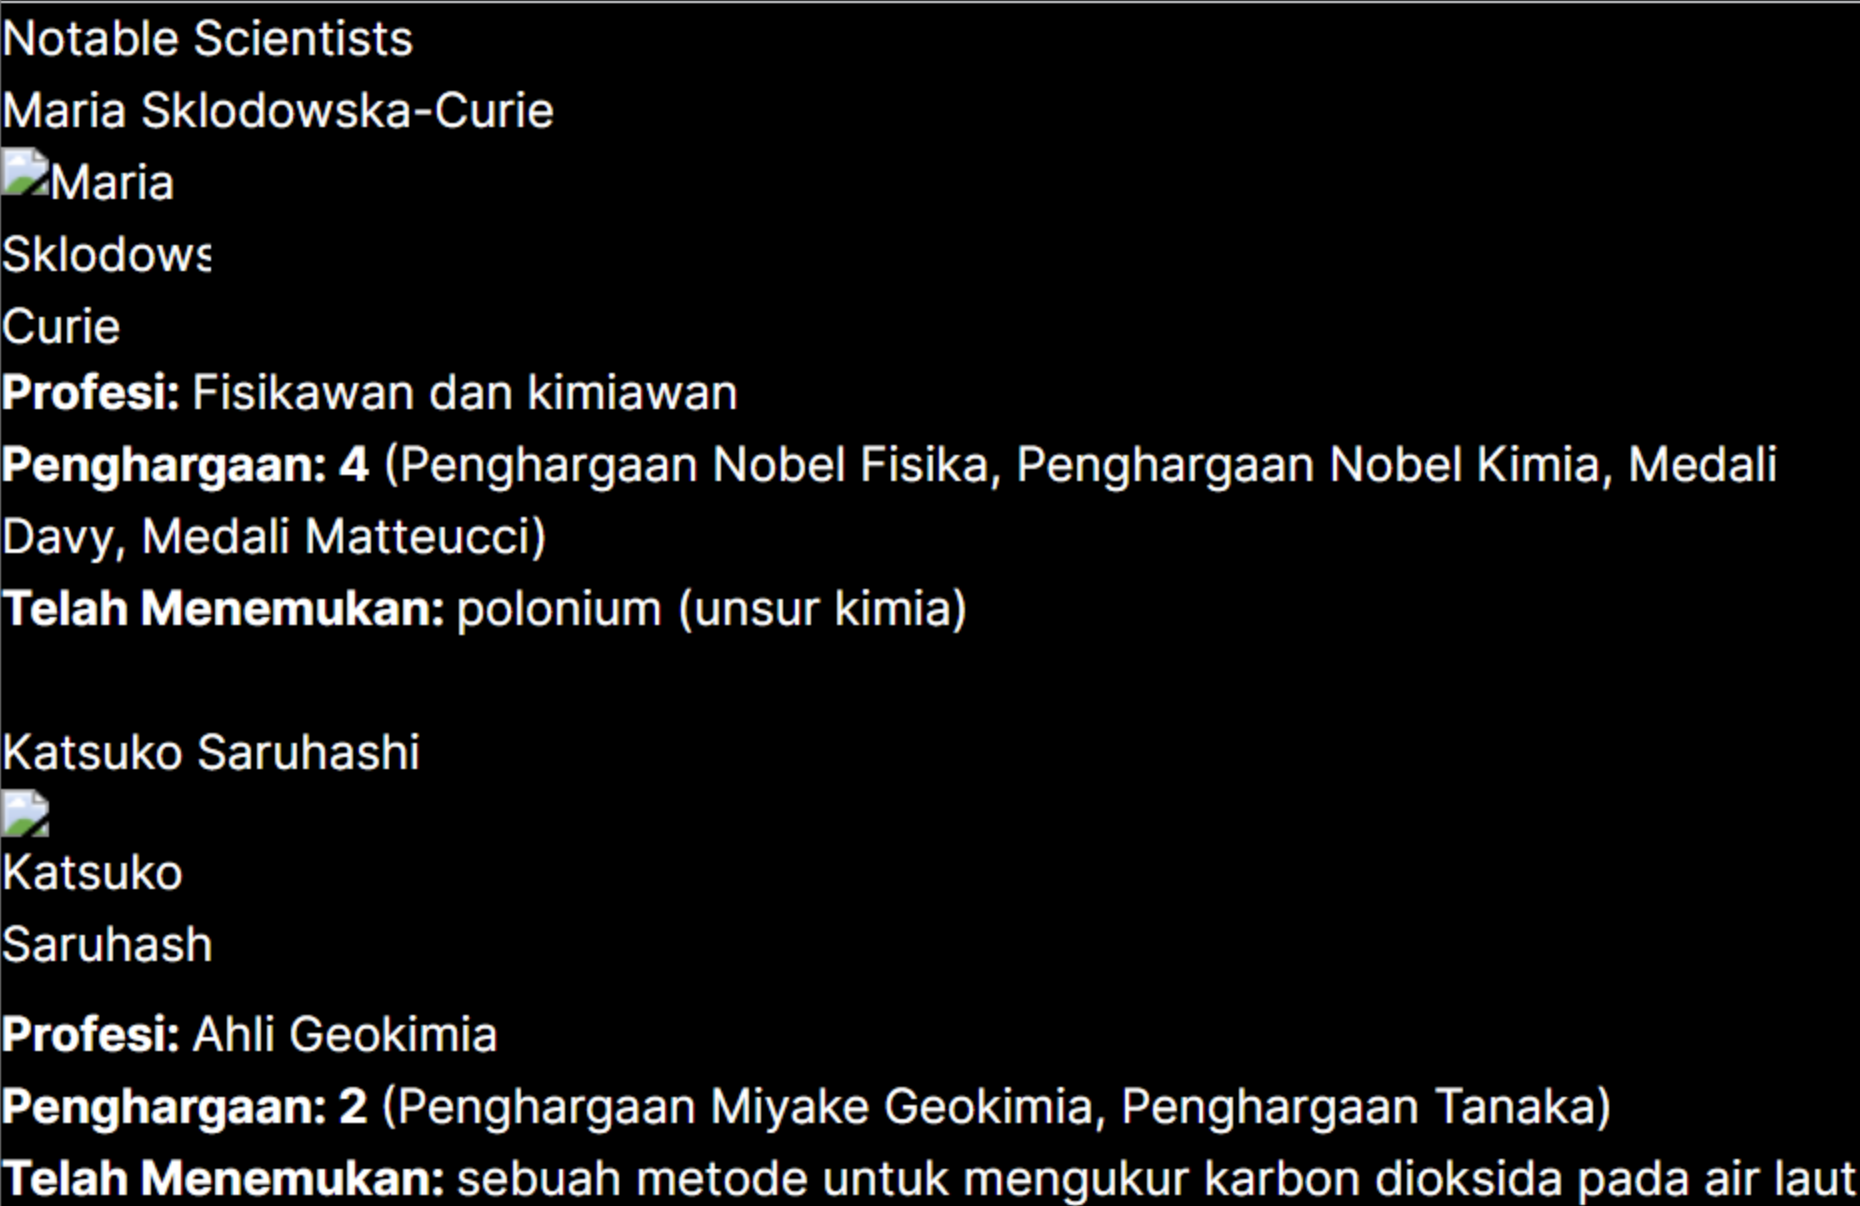 Notable Scientists
Maria Sklodowska-Curie
Maria
Sklodows
Curie
Profesi: Fisikawan dan kimiawan
Penghargaan: 4 (Penghargaan Nobel Fisika, Penghargaan Nobel Kimia, Medali
Davy, Medali Matteucci)
Telah Menemukan: polonium (unsur kimia)
Katsuko Saruhashi
Katsuko
Saruhash
Profesi: Ahli Geokimia
Penghargaan: 2 (Penghargaan Miyake Geokimia, Penghargaan Tanaka)
Telah Menemukan: sebuah metode untuk mengukur karbon dioksida pada air laut